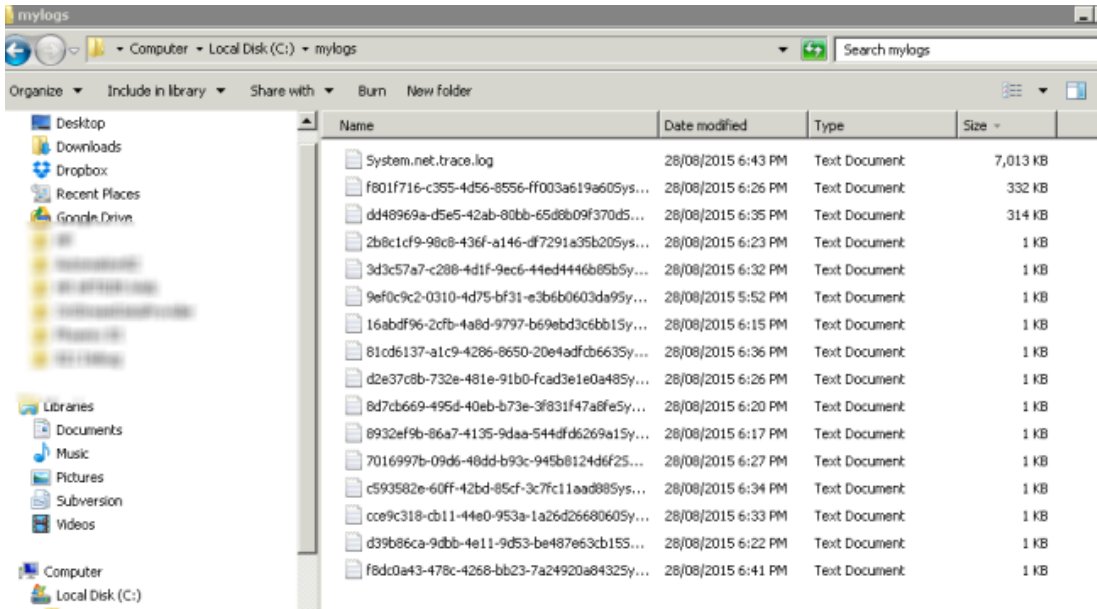 mylogs
Computer Local Disk (C:) mylogs Search mylogs
Organize Include in library Share with Burn New folder
Desktop
Downloads
Dropbox
Recent Places
Google Drive
Libraries
Documents
Music
Pictures
Subversion
Videos
Computer
Local Disk (C:)
Name Date modified Type Size
System.net.trace.log 28/08/2015 6:43 PM Text Document 7,013 KB
f801f716-c355-4d56-8556-ff003a619a60Sys... 28/08/2015 6:26 PM Text Document 332 KB
dd48969a-d5e5-42ab-80bb-65d8b09f370dS... 28/08/2015 6:35 PM Text Document 314 KB
2b8c1cf9-98c8-436f-a146-df7291a35b20Sys... 28/08/2015 6:23 PM Text Document 1 KB
3d3c57a7-c288-4d1f-9ec6-44ed4446b85bSy... 28/08/2015 6:32 PM Text Document 1 KB
9ef0c9c2-0310-4d75-bf31-e3b6b0603da9Sy... 28/08/2015 5:52 PM Text Document 1 KB
16abdf96-2cfb-4a8d-9797-b69ebd3c6bb1Sy... 28/08/2015 6:15 PM Text Document 1 KB
81cd6137-a1c9-4286-8650-20e4adfcb663Sy... 28/08/2015 6:36 PM Text Document 1 KB
d2e37c8b-732e-481e-91b0-fcad3e1e0a48Sy... 28/08/2015 6:26 PM Text Document 1 KB
8d7cb669-495d-40eb-b73e-3f831f47a8feSy... 28/08/2015 6:20 PM Text Document 1 KB
8932ef9b-86a7-4135-9daa-544dfd6269a1Sy... 28/08/2015 6:17 PM Text Document 1 KB
7016997b-09d6-48dd-b93c-945b8124d6f2S... 28/08/2015 6:27 PM Text Document 1 KB
c593582e-60ff-42bd-85cf-3c7fc11aad88Sys... 28/08/2015 6:34 PM Text Document 1 KB
cce9c318-cb11-44e0-953a-1a26d2668060Sy... 28/08/2015 6:33 PM Text Document 1 KB
d39b86ca-9dbb-4e11-9d53-be487e63cb15S... 28/08/2015 6:22 PM Text Document 1 KB
f8dc0a43-478c-4268-bb23-7a24920a8432Sy... 28/08/2015 6:41 PM Text Document 1 KB